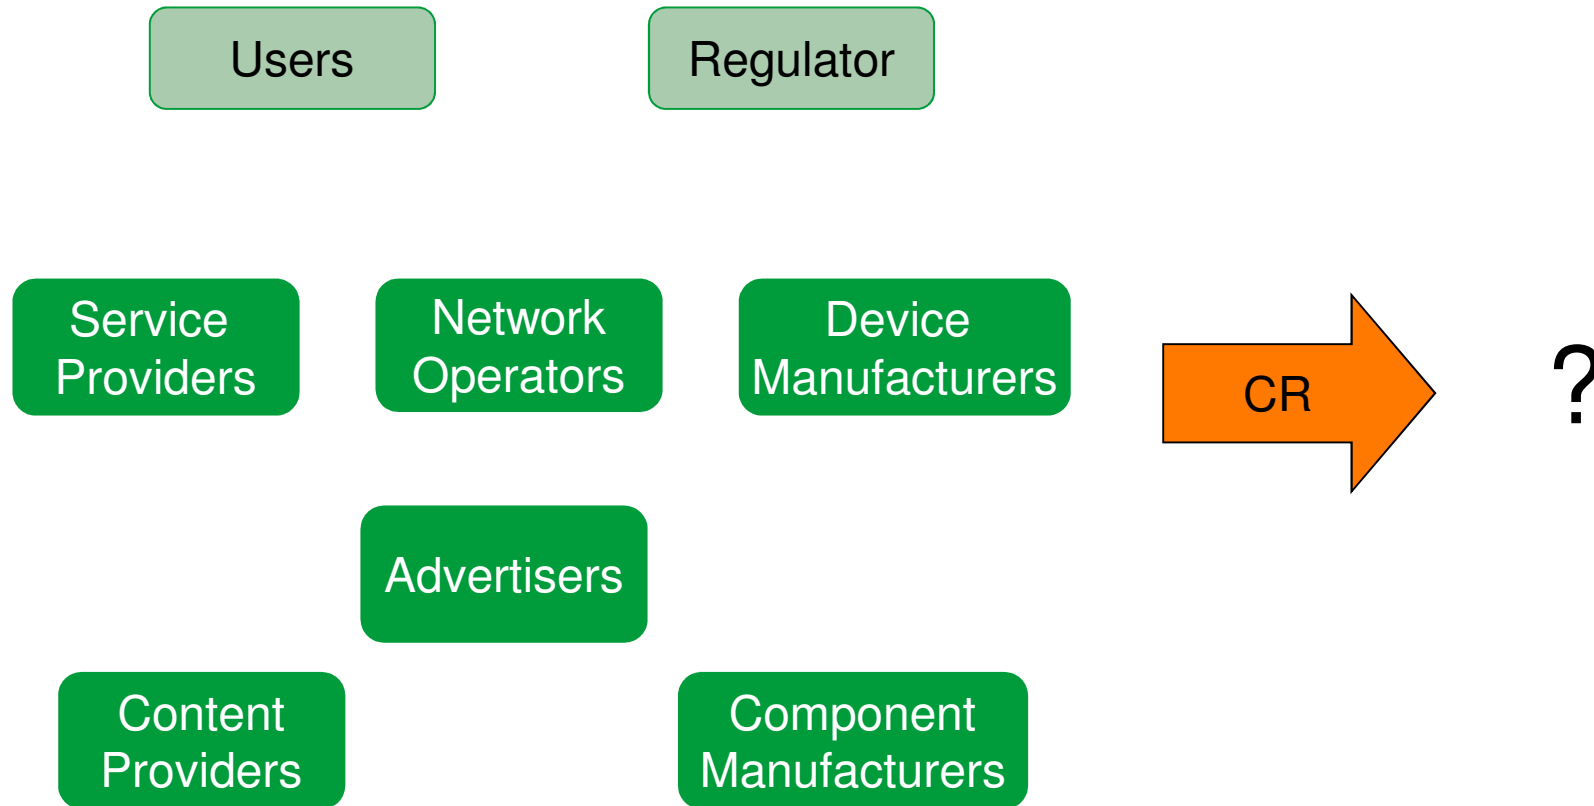 Users
Regulator
Service
Providers
Network
Operators
Device
Manufacturers
CR
?
Advertisers
Content
Providers
Component
Manufacturers